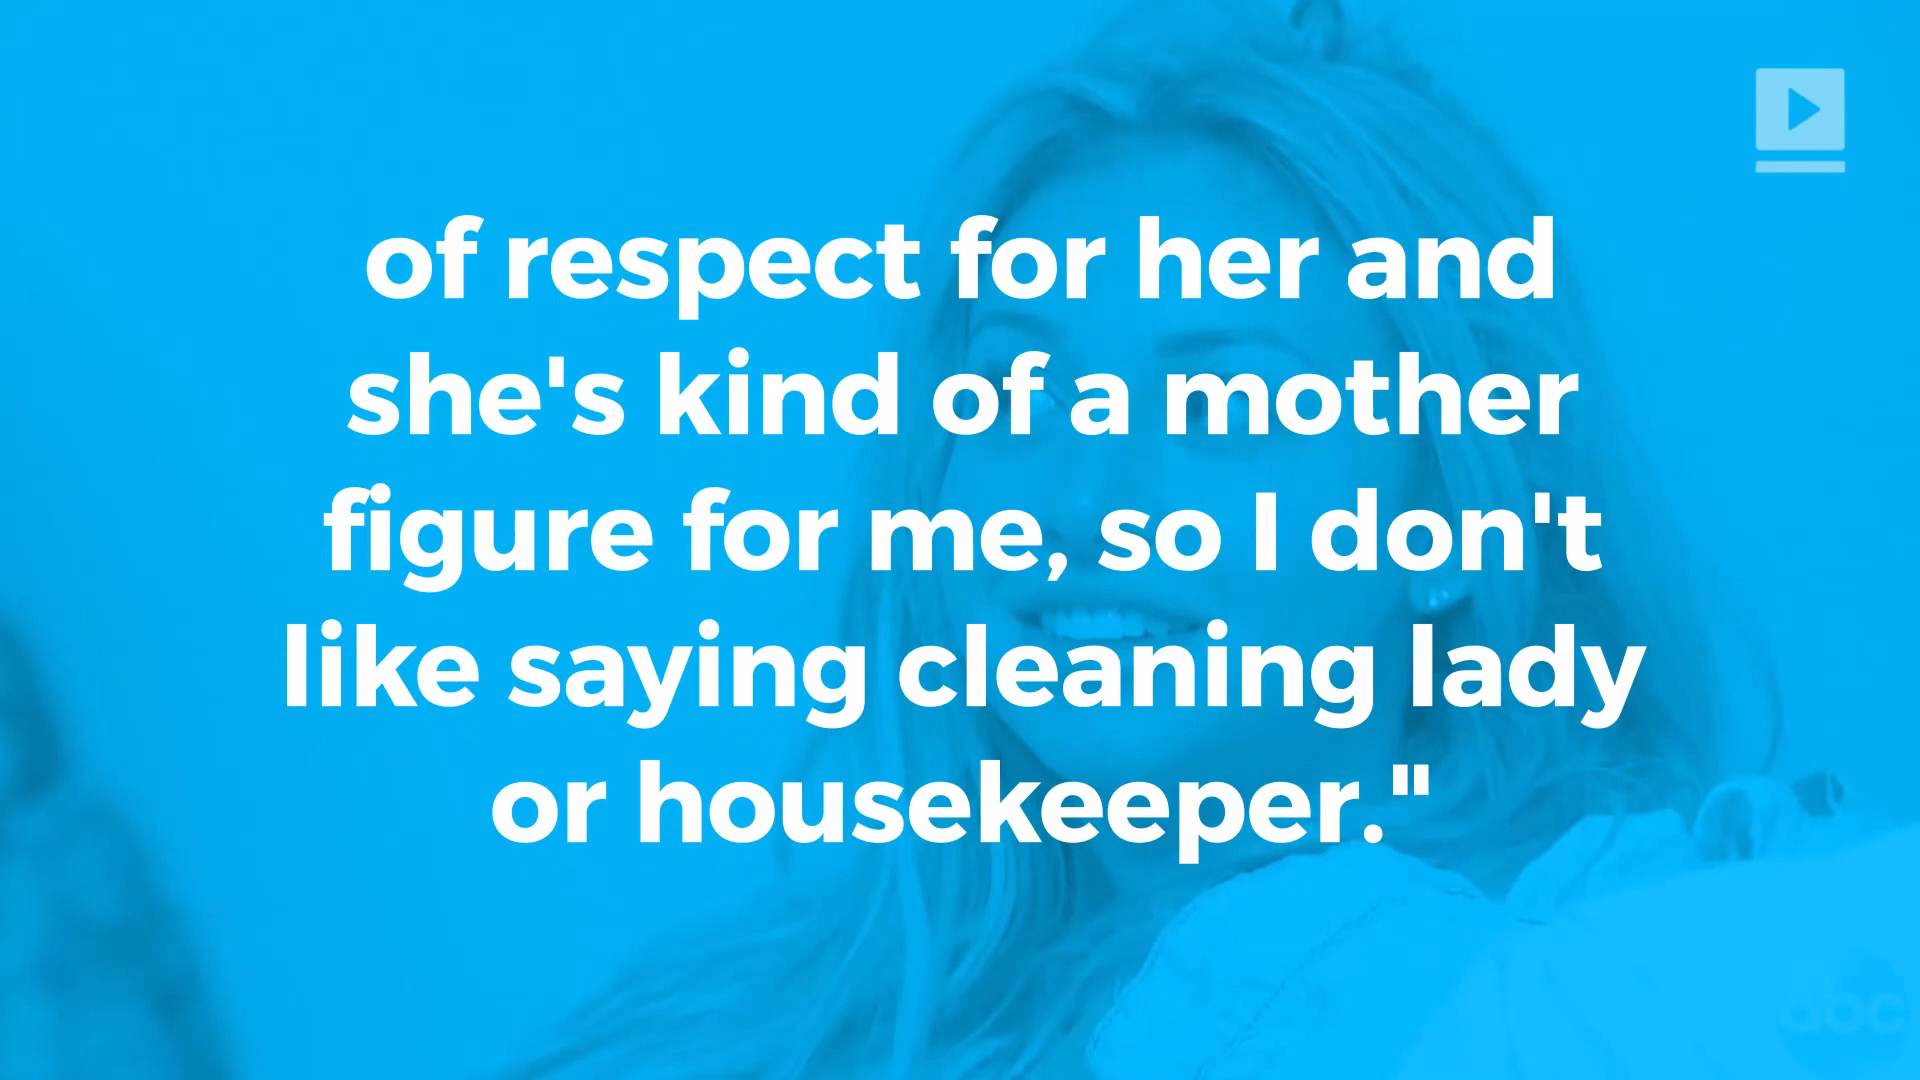 of respect for her and
she's kind of a mother
figure for me, so I don't
like saying cleaning lady
or housekeeper."
abc